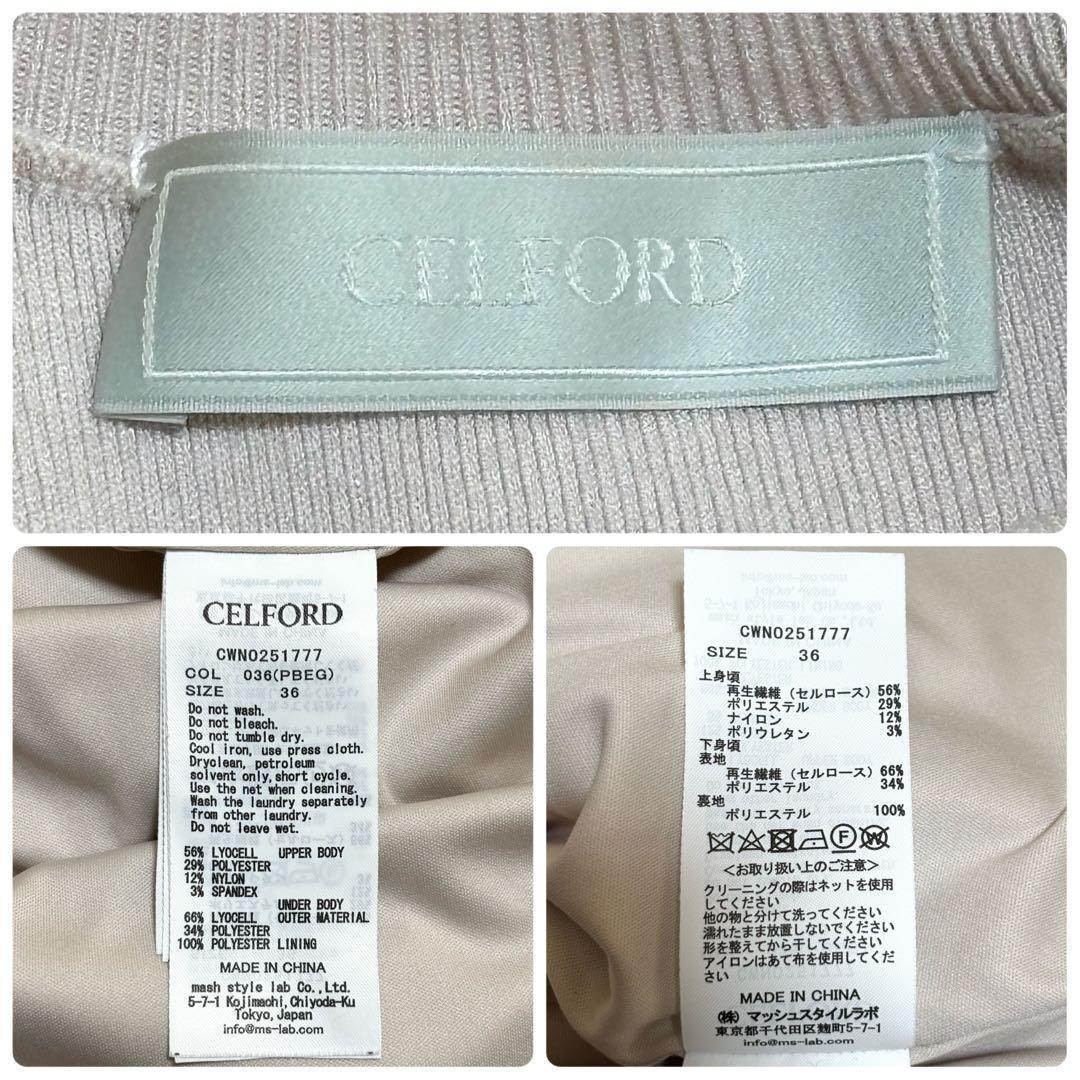 CELFORD
CELFORD
CWNO251777
COL 036(PBEG)
SIZE 36
Do not wash.
Do not bleach.
Do not tumble dry.
Cool iron, use press cloth.
Dryclean, petroleum
solvent only,short cycle.
Use the net when cleaning.
Wash the laundry separately
from other laundry.
Do not leave wet.
56% LYOCELL UPPER BODY
29% POLYESTER
12% NYLON
3% SPANDEX
UNDER BODY
66% LYOCELL OUTER MATERIAL
34% POLYESTER
100% POLYESTER LINING
MADE IN CHINA
mash style lab Co.,Ltd.
5-7-1 Kojimachi,Chiyoda-Ku
Tokyo,Japan
info@ms-lab.com
CWNO251777
SIZE 36
上身頃
再生繊維（セルロース）56%
ポリエステル 29%
ナイロン 12%
ポリウレタン 3%
下身頃
表地
再生繊維（セルロース）66%
ポリエステル 34%
裏地
ポリエステル 100%
＜お取り扱い上のご注意＞
クリーニングの際はネットを使用
してください
他の物と分けて洗ってください
濡れたまま放置しないでください
形を整えてから干してください
アイロンはあて布を使用してくだ
さい
MADE IN CHINA
(株) マッシュスタイルラボ
東京都千代田区麹町5-7-1
info@ms-lab.com